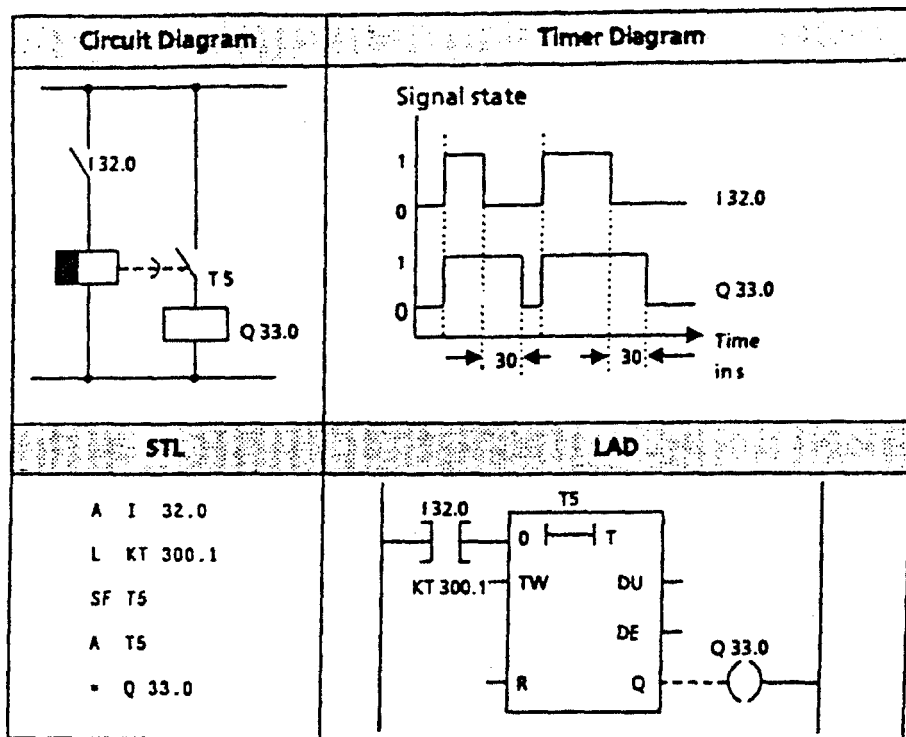 Circuit Diagram
Timer Diagram
I 32.0
T 5
Q 33.0
Signal state
1
0
I 32.0
1
0
Q 33.0
30
30
Time
in s
STL
LAD
A I 32.0
L KT 300.1
SF T5
A T5
= Q 33.0
I 32.0
T5
0 T
KT 300.1
TW
DU
DE
Q 33.0
R
Q